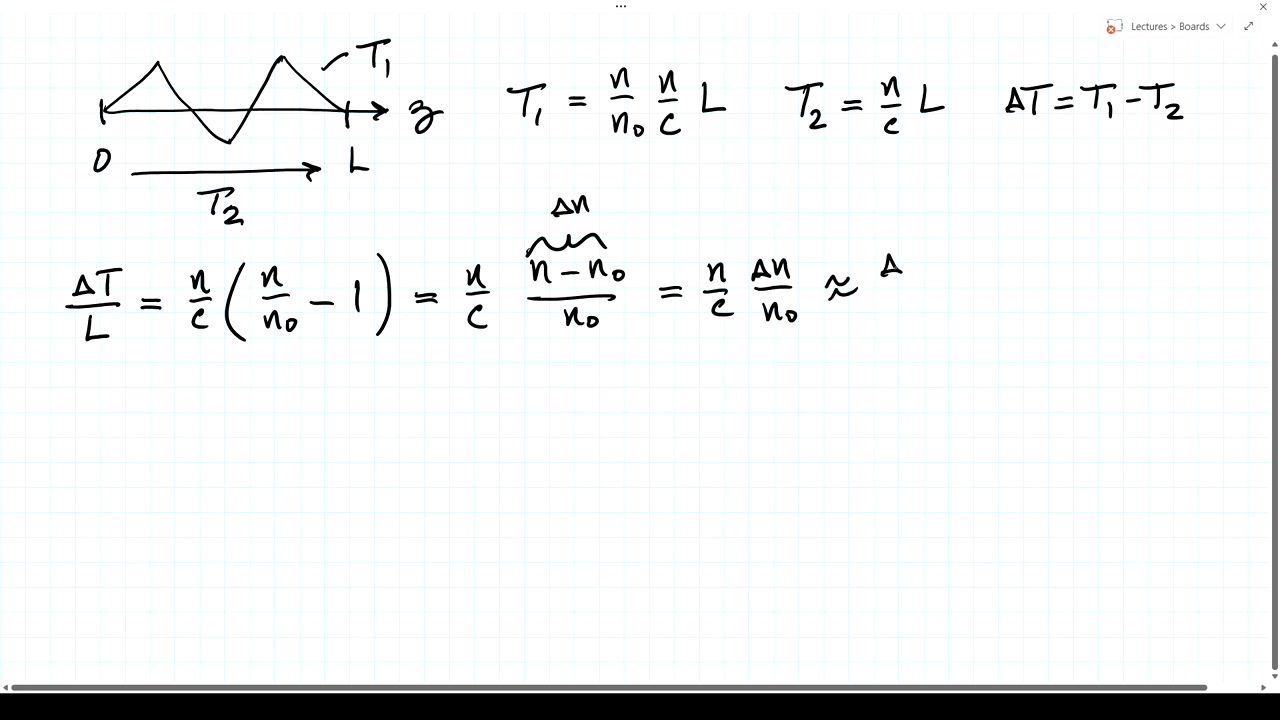 Lectures > Boards
T₁
z
0
L
T₂
T₁ = n/n₀ n/c L T₂ = n/c L ΔT = T₁ - T₂
Δn
ΔT/L = n/c ( n/n₀ - 1 ) = n/c (n - n₀)/n₀ = n/c Δn/n₀ ≈ Δ